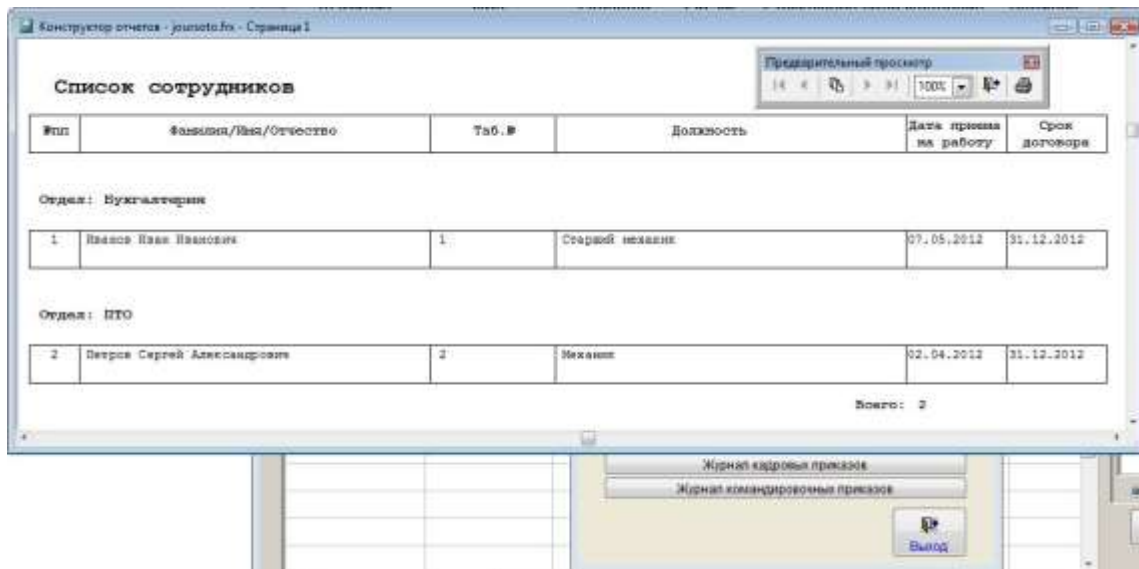 Конструктор отчетов - joursoto.frx - Страница 1
Предварительный просмотр
100%
Список сотрудников
№пп Фамилия/Имя/Отчество Таб.№ Должность Дата приема на работу Срок договора
Отдел: Бухгалтерия
1 Иванов Иван Иванович 1 Старший механик 07.05.2012 31.12.2012
Отдел: ПТО
2 Петров Сергей Александрович 2 Механик 02.04.2012 31.12.2012
Всего: 2
Журнал кадровых приказов
Журнал командировочных приказов
Выход